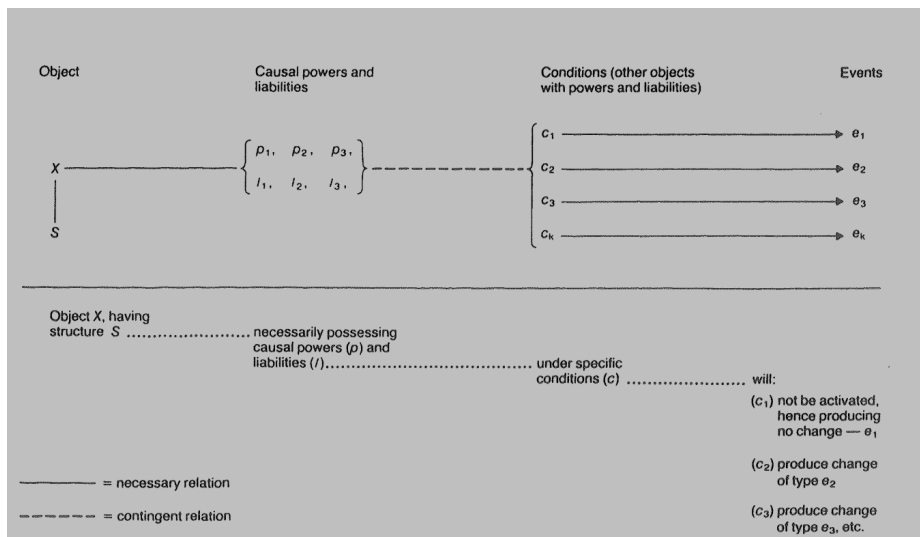 Object
Causal powers and
liabilities
Conditions (other objects
with powers and liabilities)
Events
X
S
p₁, p₂, p₃,
l₁, l₂, l₃,
c₁ e₁
c₂ e₂
c₃ e₃
cₖ eₖ
Object X, having
structure S ........................ necessarily possessing
causal powers (p) and
liabilities (l)........................................ under specific
conditions (c) ........................ will:
(c₁) not be activated,
hence producing
no change — e₁
(c₂) produce change
of type e₂
(c₃) produce change
of type e₃, etc.
= necessary relation
= contingent relation